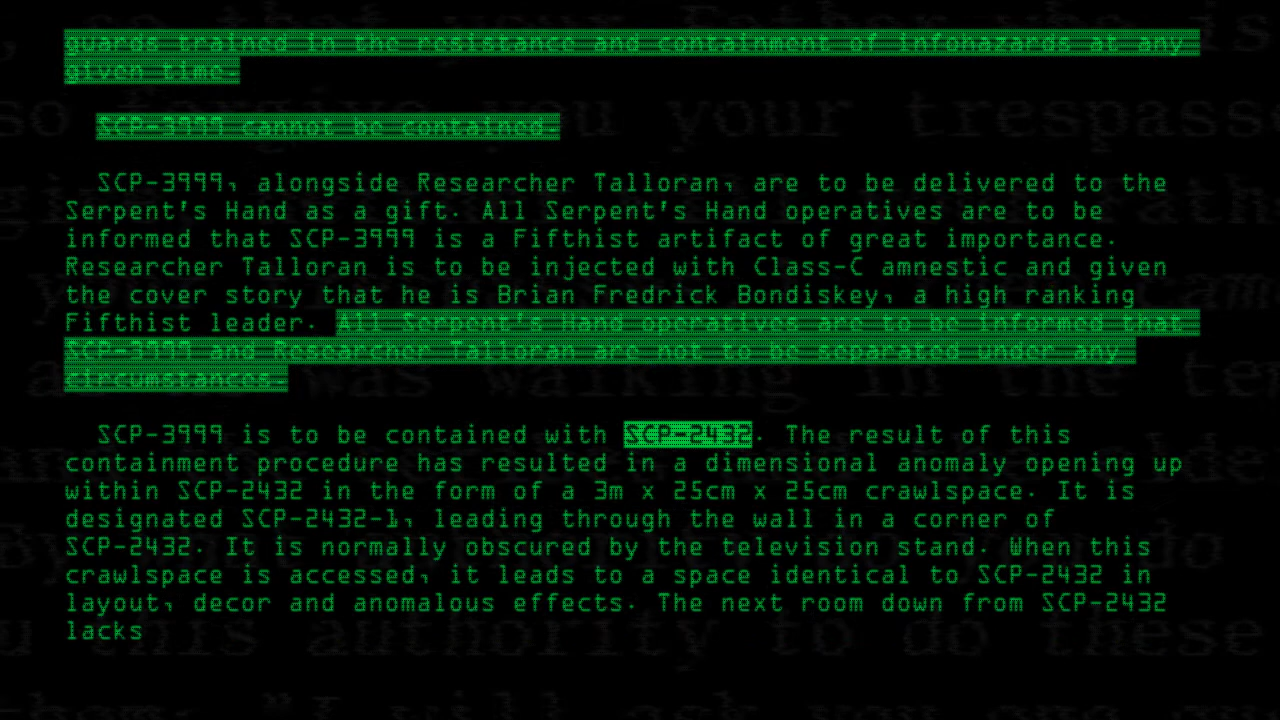 guards trained in the resistance and containment of infohazards at any
given time.
SCP-3999 cannot be contained.
SCP-3999, alongside Researcher Talloran, are to be delivered to the
Serpent's Hand as a gift. All Serpent's Hand operatives are to be
informed that SCP-3999 is a Fifthist artifact of great importance.
Researcher Talloran is to be injected with Class-C amnestic and given
the cover story that he is Brian Fredrick Bondiskey, a high ranking
Fifthist leader. All Serpent's Hand operatives are to be informed that
SCP-3999 and Researcher Talloran are not to be separated under any
circumstances.
SCP-3999 is to be contained with SCP-2432. The result of this
containment procedure has resulted in a dimensional anomaly opening up
within SCP-2432 in the form of a 3m x 25cm x 25cm crawlspace. It is
designated SCP-2432-1, leading through the wall in a corner of
SCP-2432. It is normally obscured by the television stand. When this
crawlspace is accessed, it leads to a space identical to SCP-2432 in
layout, decor and anomalous effects. The next room down from SCP-2432
lacks